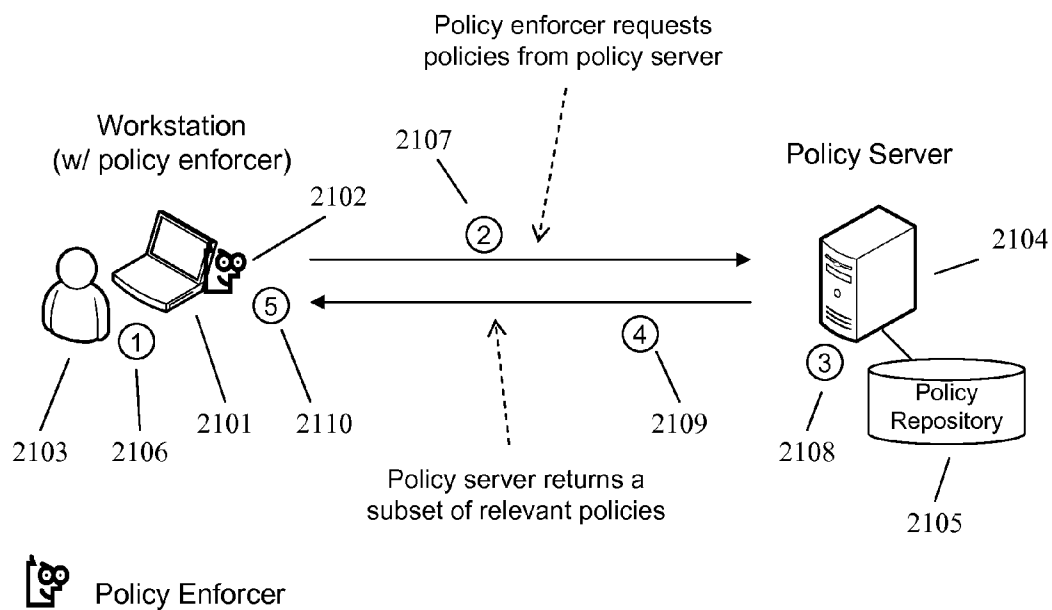 Policy enforcer requests
policies from policy server
Workstation
(w/ policy enforcer)
2107
Policy Server
2102
2
2104
5
1
4
3
Policy
Repository
2103
2106
2101
2110
2109
2108
2105
Policy server returns a
subset of relevant policies
Policy Enforcer